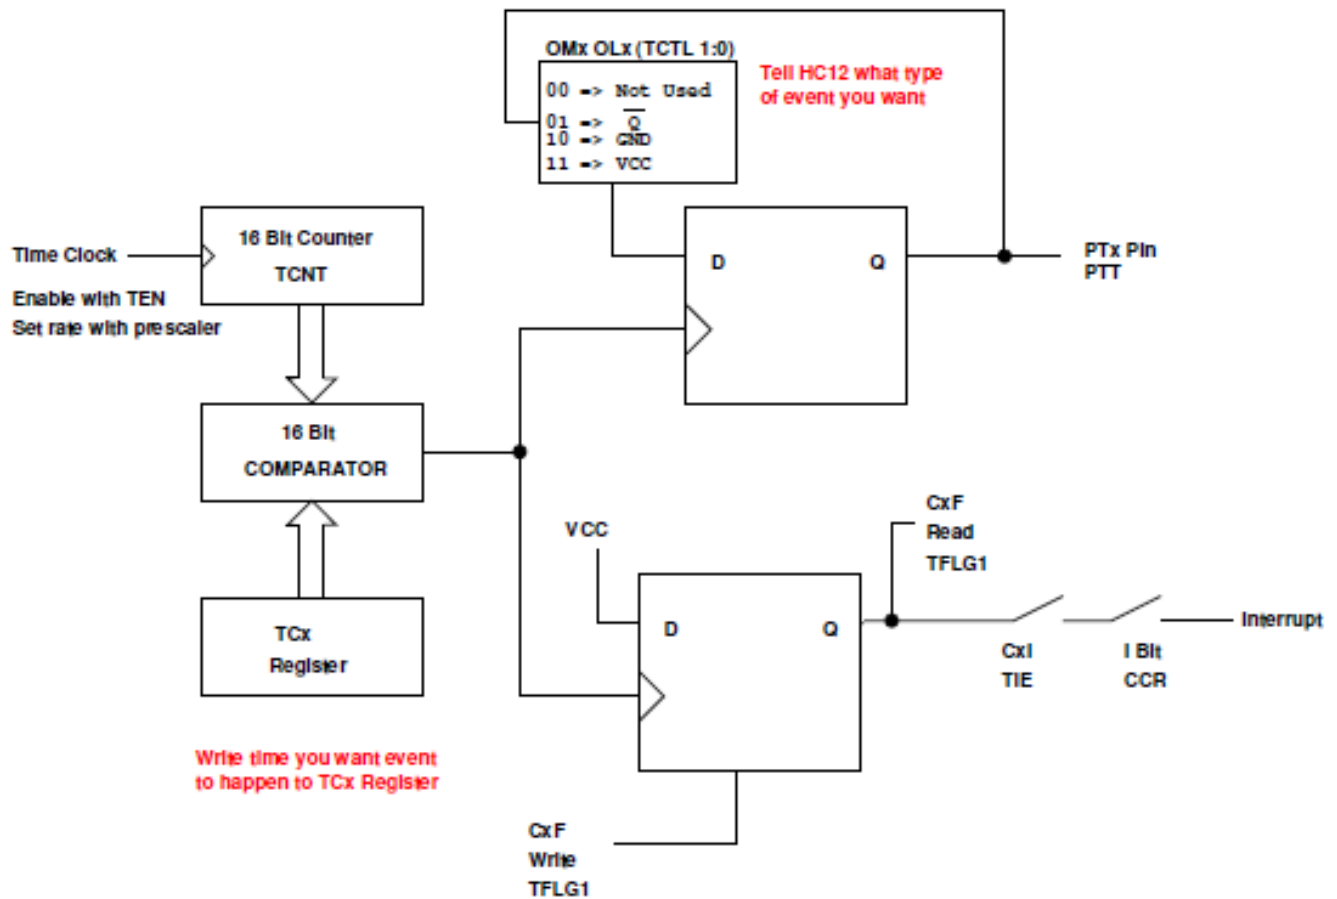 OMx OLx (TCTL 1:0)
00 => Not Used
01 => Q̅
10 => GND
11 => VCC
Tell HC12 what type
of event you want
16 Bit Counter
TCNT
Time Clock
Enable with TEN
Set rate with prescaler
D
Q
PTx Pin
PTT
16 Bit
COMPARATOR
TCx
Register
Write time you want event
to happen to TCx Register
VCC
D
Q
CxF
Read
TFLG1
CxI
TIE
I Bit
CCR
Interrupt
CxF
Write
TFLG1